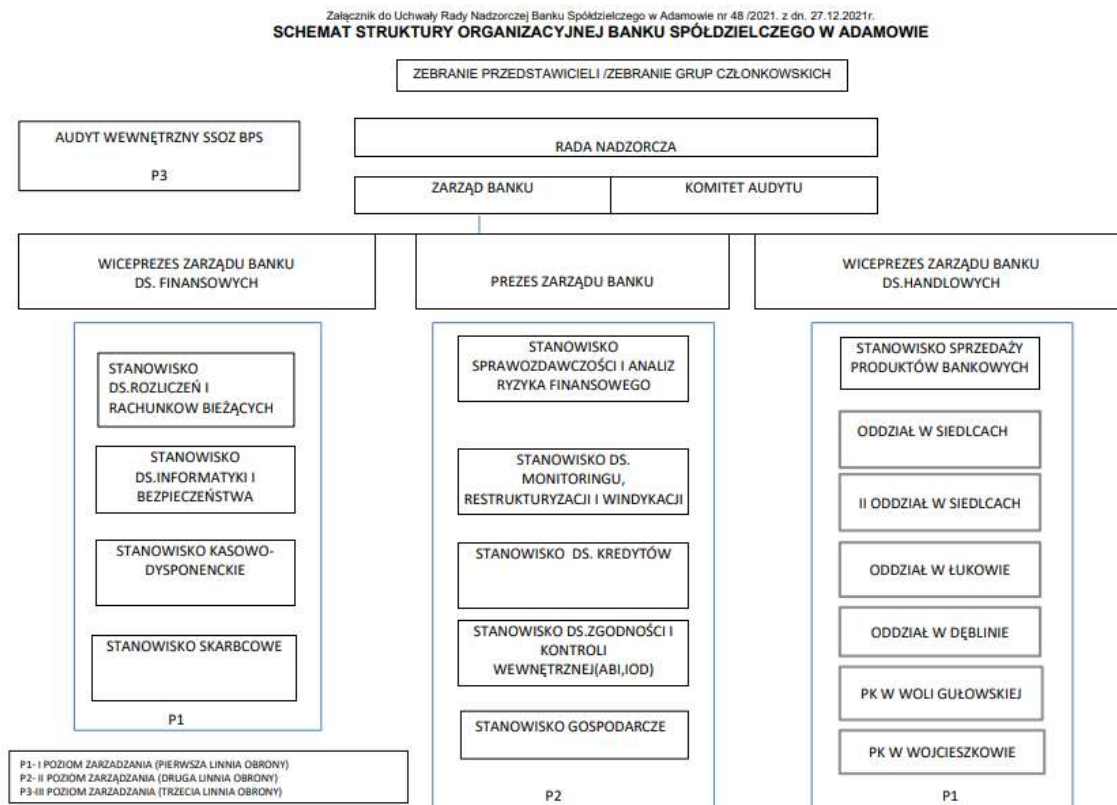 Załącznik do Uchwały Rady Nadzorczej Banku Spółdzielczego w Adamowie nr 48 /2021. z dn. 27.12.2021r.
SCHEMAT STRUKTURY ORGANIZACYJNEJ BANKU SPÓŁDZIELCZEGO W ADAMOWIE
ZEBRANIE PRZEDSTAWICIELI /ZEBRANIE GRUP CZŁONKOWSKICH
AUDYT WEWNĘTRZNY SSOZ BPS
P3
RADA NADZORCZA
ZARZĄD BANKU
KOMITET AUDYTU
WICEPREZES ZARZĄDU BANKU
DS. FINANSOWYCH
PREZES ZARZĄDU BANKU
WICEPREZES ZARZĄDU BANKU
DS.HANDLOWYCH
STANOWISKO
DS.ROZLICZEŃ I
RACHUNKOW BIEŻĄCYCH
STANOWISKO
DS.INFORMATYKI I
BEZPIECZEŃSTWA
STANOWISKO KASOWO-
DYSPONENCKIE
STANOWISKO SKARBCOWE
P1
STANOWISKO
SPRAWOZDAWCZOŚCI I ANALIZ
RYZYKA FINANSOWEGO
STANOWISKO DS.
MONITORINGU,
RESTRUKTURYZACJI I WINDYKACJI
STANOWISKO DS. KREDYTÓW
STANOWISKO DS.ZGODNOŚCI I
KONTROLI
WEWNĘTRZNEJ(ABI,IOD)
STANOWISKO GOSPODARCZE
P2
STANOWISKO SPRZEDAŻY
PRODUKTÓW BANKOWYCH
ODDZIAŁ W SIEDLCACH
II ODDZIAŁ W SIEDLCACH
ODDZIAŁ W ŁUKOWIE
ODDZIAŁ W DĘBLINIE
PK W WOLI GUŁOWSKIEJ
PK W WOJCIESZKOWIE
P1
P1- I POZIOM ZARZADZANIA (PIERWSZA LINNIA OBRONY)
P2- II POZIOM ZARZĄDZANIA (DRUGA LINNIA OBRONY)
P3-III POZIOM ZARZADZANIA (TRZECIA LINNIA OBRONY)